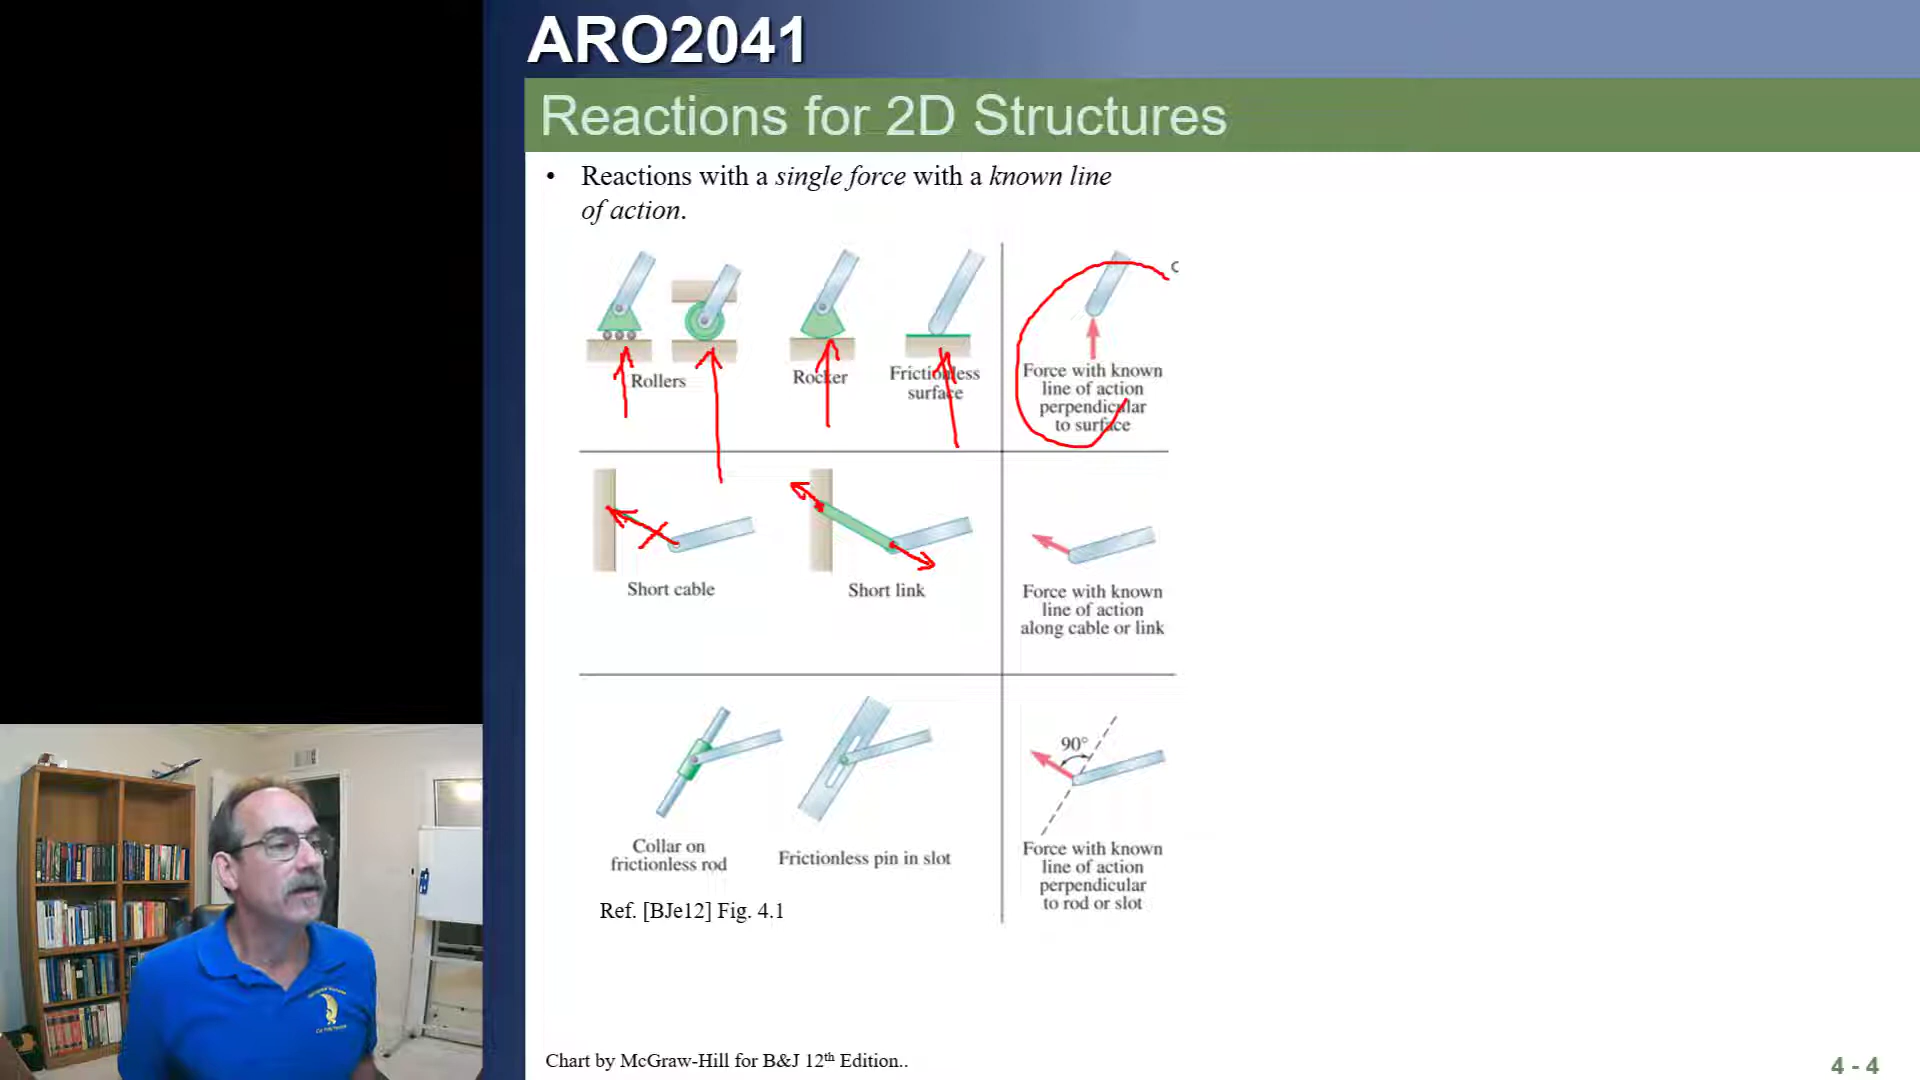 ARO2041
Reactions for 2D Structures
• Reactions with a single force with a known line
of action.
Rollers
Rocker
Frictionless
surface
Force with known
line of action
perpendicular
to surface
Short cable
Short link
Force with known
line of action
along cable or link
90°
Collar on
frictionless rod
Frictionless pin in slot
Force with known
line of action
perpendicular
to rod or slot
Ref. [BJe12] Fig. 4.1
Chart by McGraw-Hill for B&J 12th Edition..
4 - 4